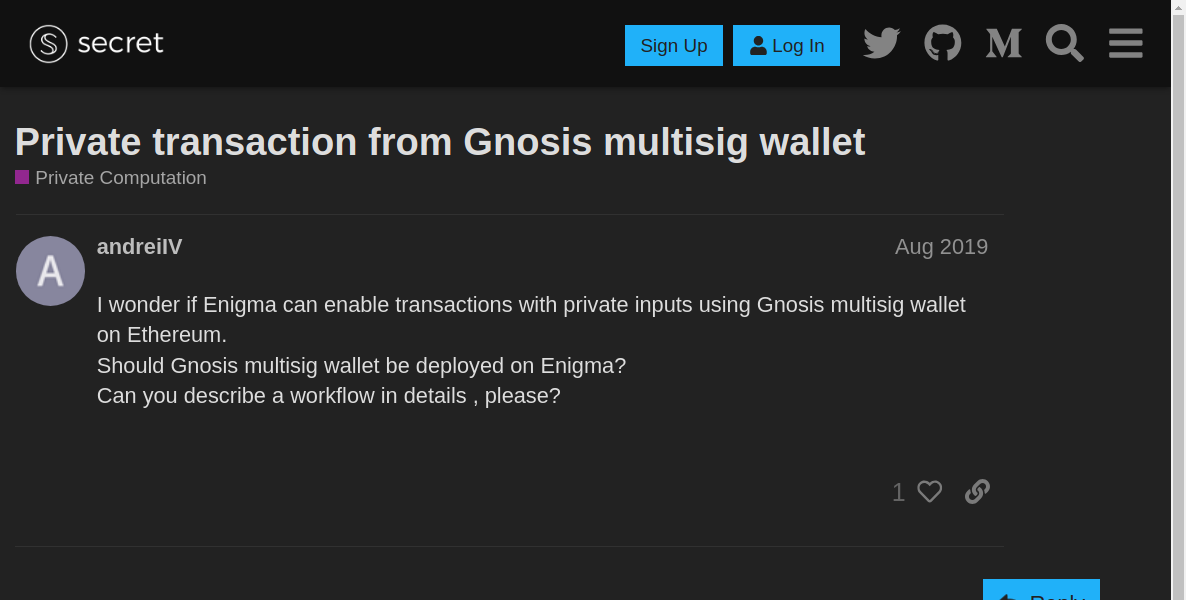 secret
Sign Up
Log In
Private transaction from Gnosis multisig wallet
Private Computation
A
andreiIV
Aug 2019
I wonder if Enigma can enable transactions with private inputs using Gnosis multisig wallet
on Ethereum.
Should Gnosis multisig wallet be deployed on Enigma?
Can you describe a workflow in details , please?
1
Reply